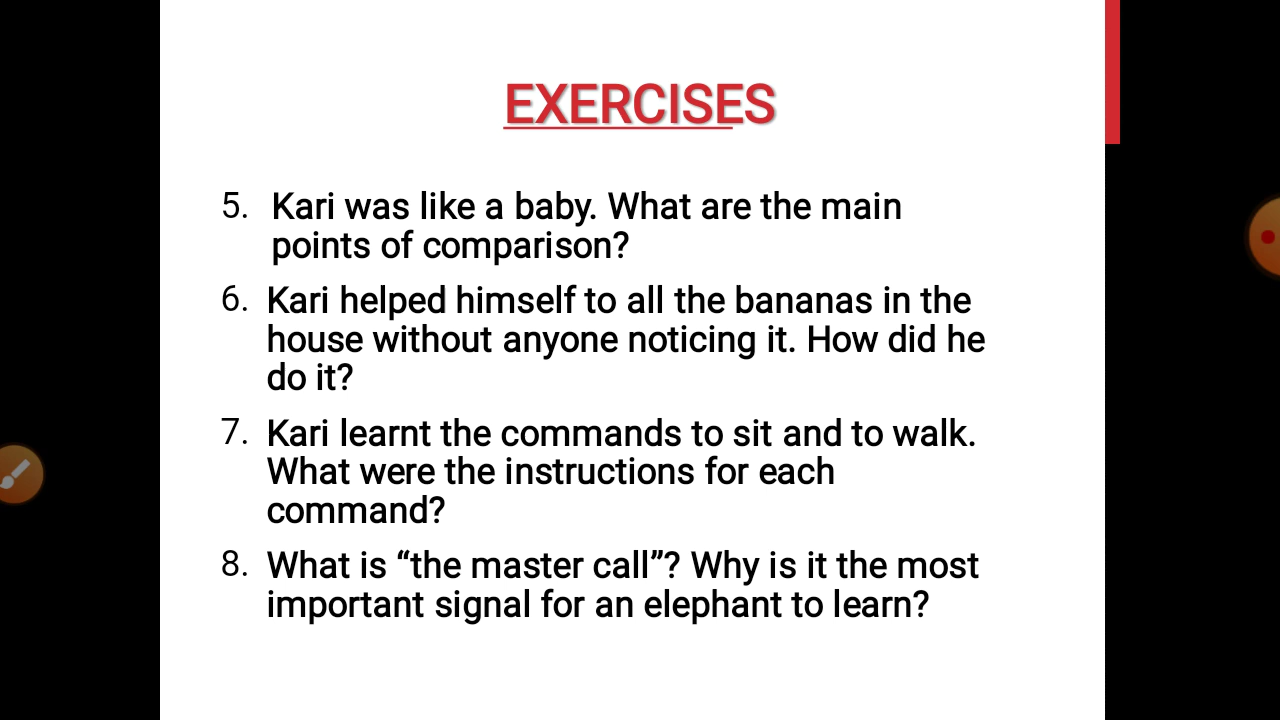 EXERCISES
5. Kari was like a baby. What are the main
points of comparison?
6. Kari helped himself to all the bananas in the
house without anyone noticing it. How did he
do it?
7. Kari learnt the commands to sit and to walk.
What were the instructions for each
command?
8. What is “the master call”? Why is it the most
important signal for an elephant to learn?